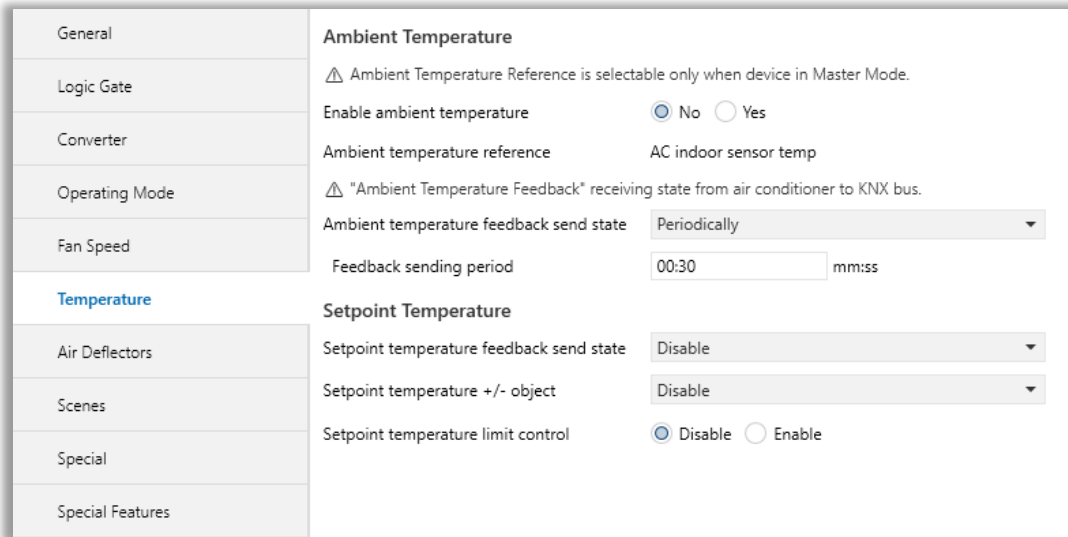 General
Logic Gate
Converter
Operating Mode
Fan Speed
Temperature
Air Deflectors
Scenes
Special
Special Features
Ambient Temperature
⚠ Ambient Temperature Reference is selectable only when device in Master Mode.
Enable ambient temperature No Yes
Ambient temperature reference AC indoor sensor temp
⚠ "Ambient Temperature Feedback" receiving state from air conditioner to KNX bus.
Ambient temperature feedback send state Periodically
Feedback sending period 00:30 mm:ss
Setpoint Temperature
Setpoint temperature feedback send state Disable
Setpoint temperature +/- object Disable
Setpoint temperature limit control Disable Enable